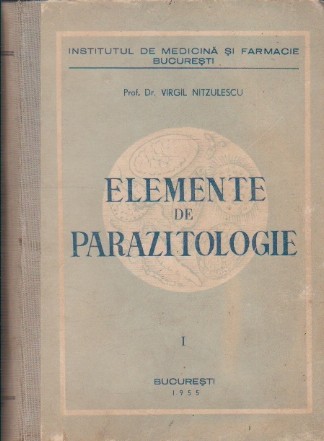 INSTITUTUL DE MEDICINĂ ȘI FARMACIE
BUCUREȘTI
Prof. Dr. VIRGIL NITZULESCU
ELEMENTE
DE
PARAZITOLOGIE
I
BUCUREȘTI
1955